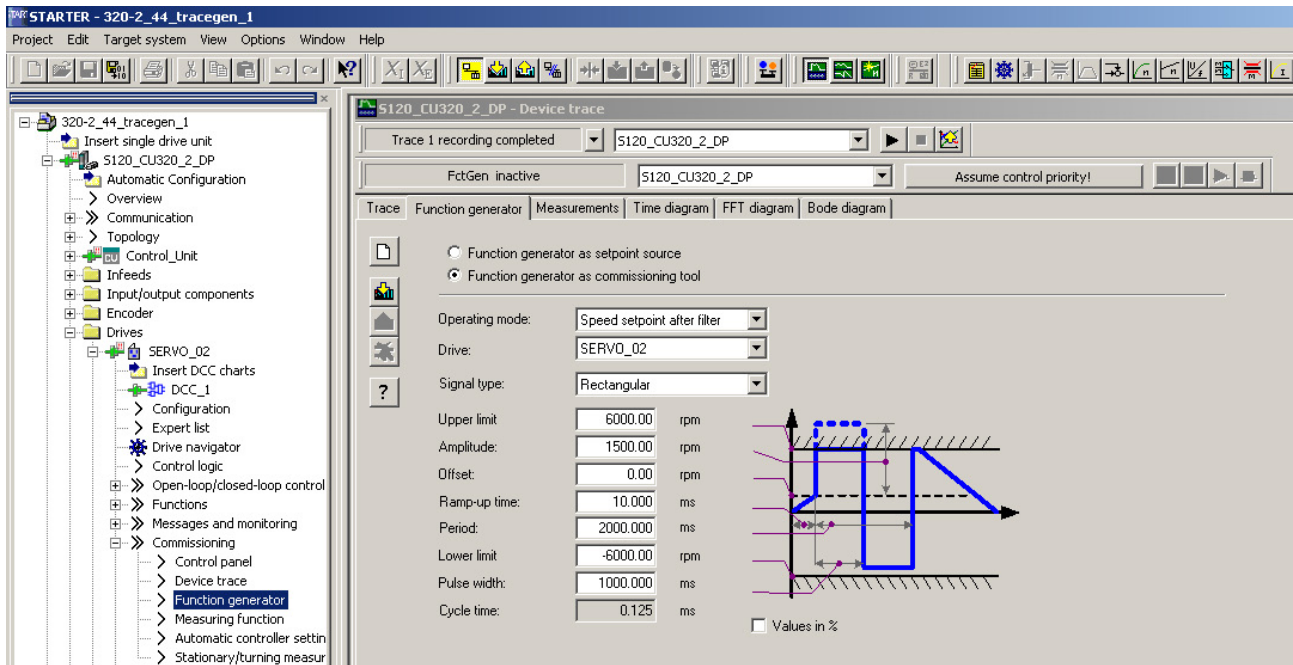 STARTER - 320-2_44_tracegen_1
Project Edit Target system View Options Window Help
320-2_44_tracegen_1
Insert single drive unit
S120_CU320_2_DP
Automatic Configuration
Overview
Communication
Topology
Control_Unit
Infeeds
Input/output components
Encoder
Drives
SERVO_02
Insert DCC charts
DCC_1
Configuration
Expert list
Drive navigator
Control logic
Open-loop/closed-loop control
Functions
Messages and monitoring
Commissioning
Control panel
Device trace
Function generator
Measuring function
Automatic controller settin
Stationary/turning measur
S120_CU320_2_DP - Device trace
Trace 1 recording completed S120_CU320_2_DP
FctGen inactive S120_CU320_2_DP Assume control priority!
Trace Function generator Measurements Time diagram FFT diagram Bode diagram
Function generator as setpoint source
Function generator as commissioning tool
Operating mode: Speed setpoint after filter
Drive: SERVO_02
Signal type: Rectangular
Upper limit 6000.00 rpm
Amplitude: 1500.00 rpm
Offset: 0.00 rpm
Ramp-up time: 10.000 ms
Period: 2000.000 ms
Lower limit -6000.00 rpm
Pulse width: 1000.000 ms
Cycle time: 0.125 ms
Values in %